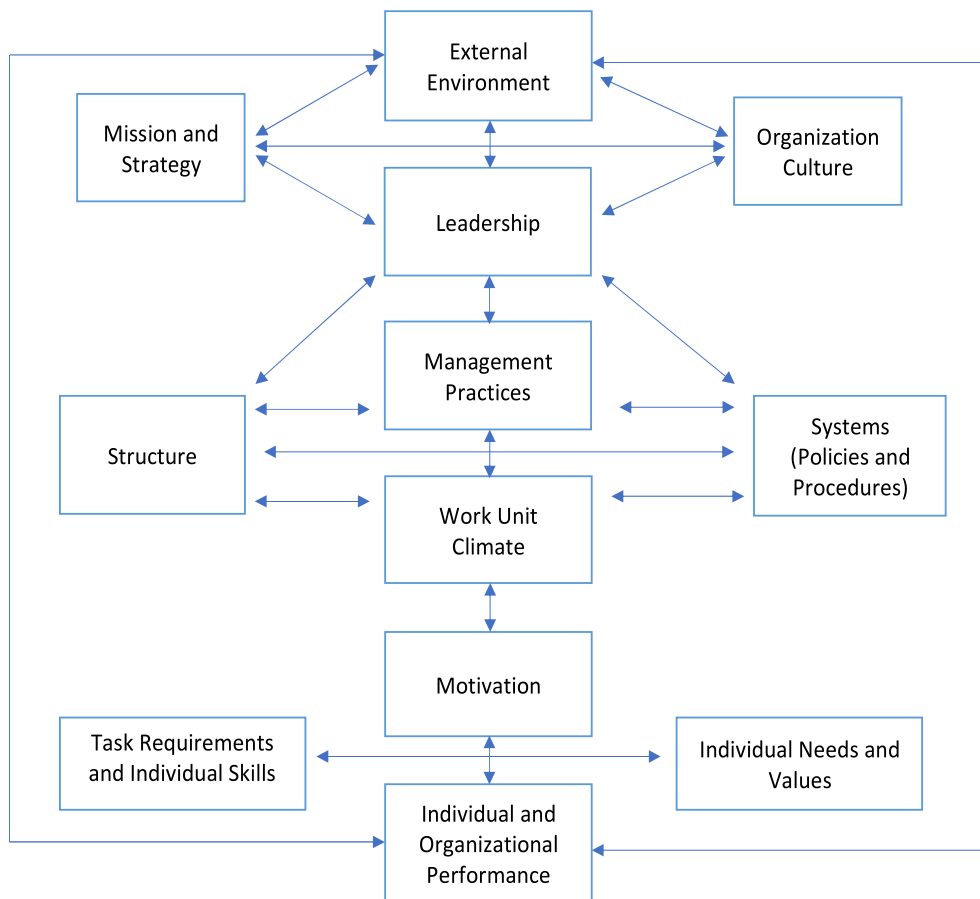 External
Environment
Mission and
Strategy
Organization
Culture
Leadership
Management
Practices
Structure
Systems
(Policies and
Procedures)
Work Unit
Climate
Motivation
Task Requirements
and Individual Skills
Individual Needs and
Values
Individual and
Organizational
Performance